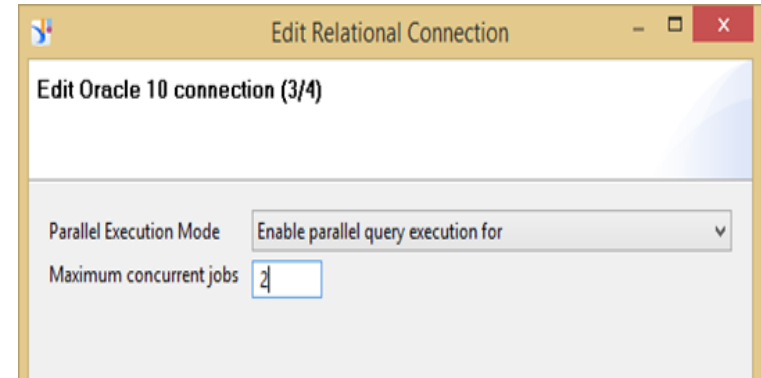 Edit Relational Connection
Edit Oracle 10 connection (3/4)
Parallel Execution Mode Enable parallel query execution for
Maximum concurrent jobs 2